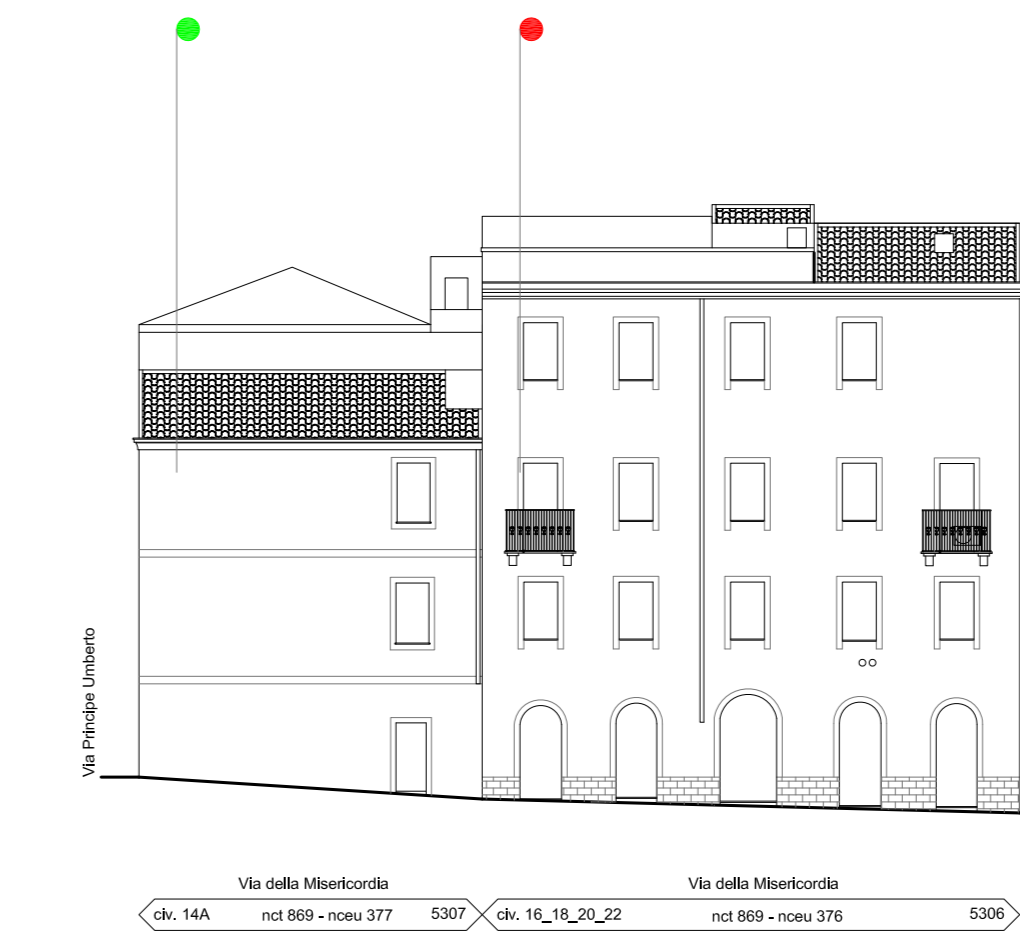 Via Principe Umberto
Via della Misericordia
civ. 14A nct 869 - nceu 377 5307
Via della Misericordia
civ. 16_18_20_22 nct 869 - nceu 376 5306